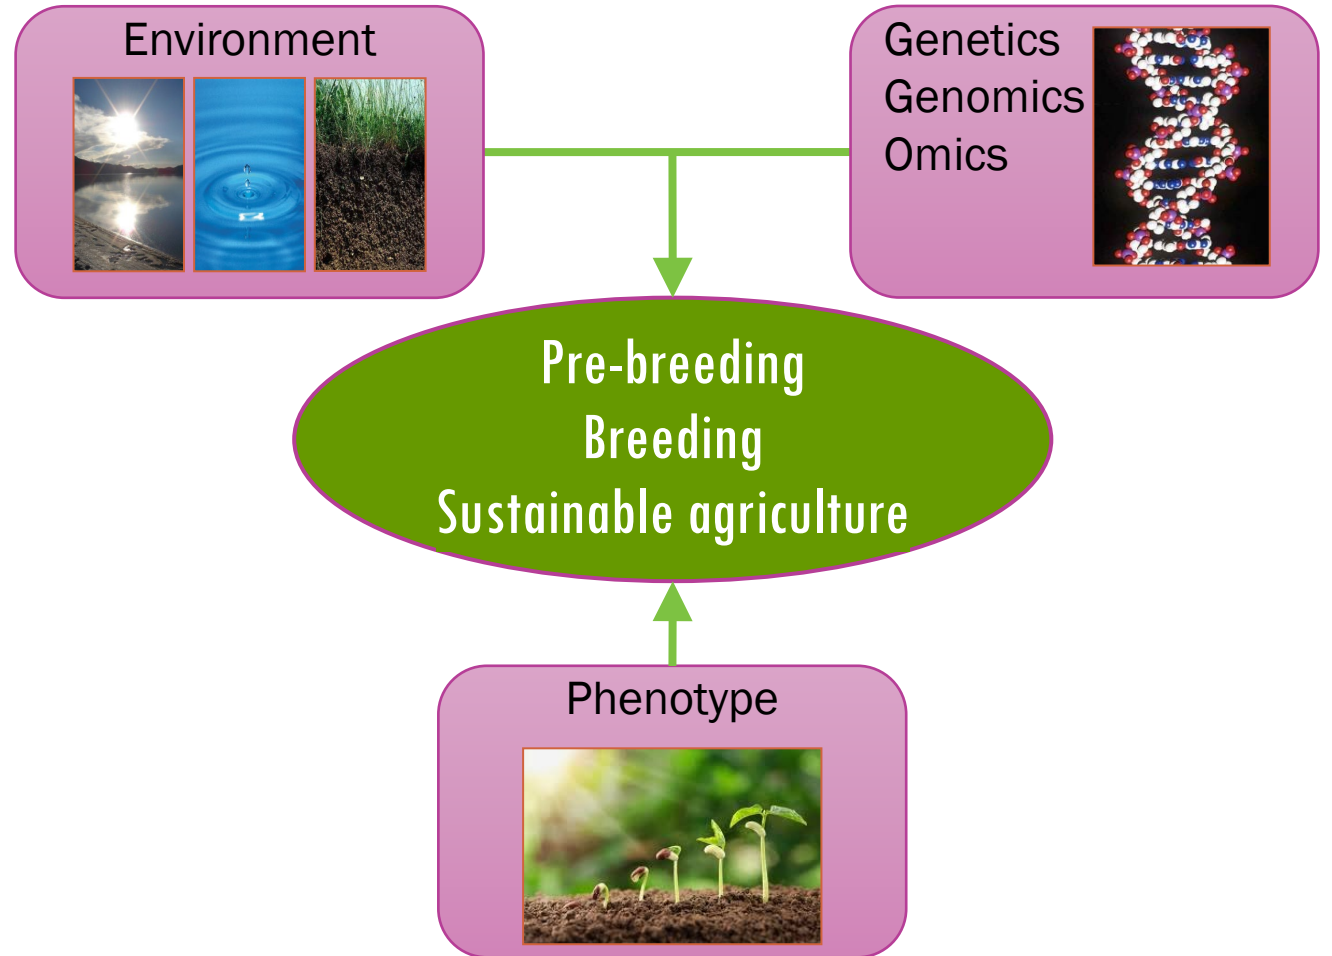 Environment
Genetics
Genomics
Omics
Pre-breeding
Breeding
Sustainable agriculture
Phenotype